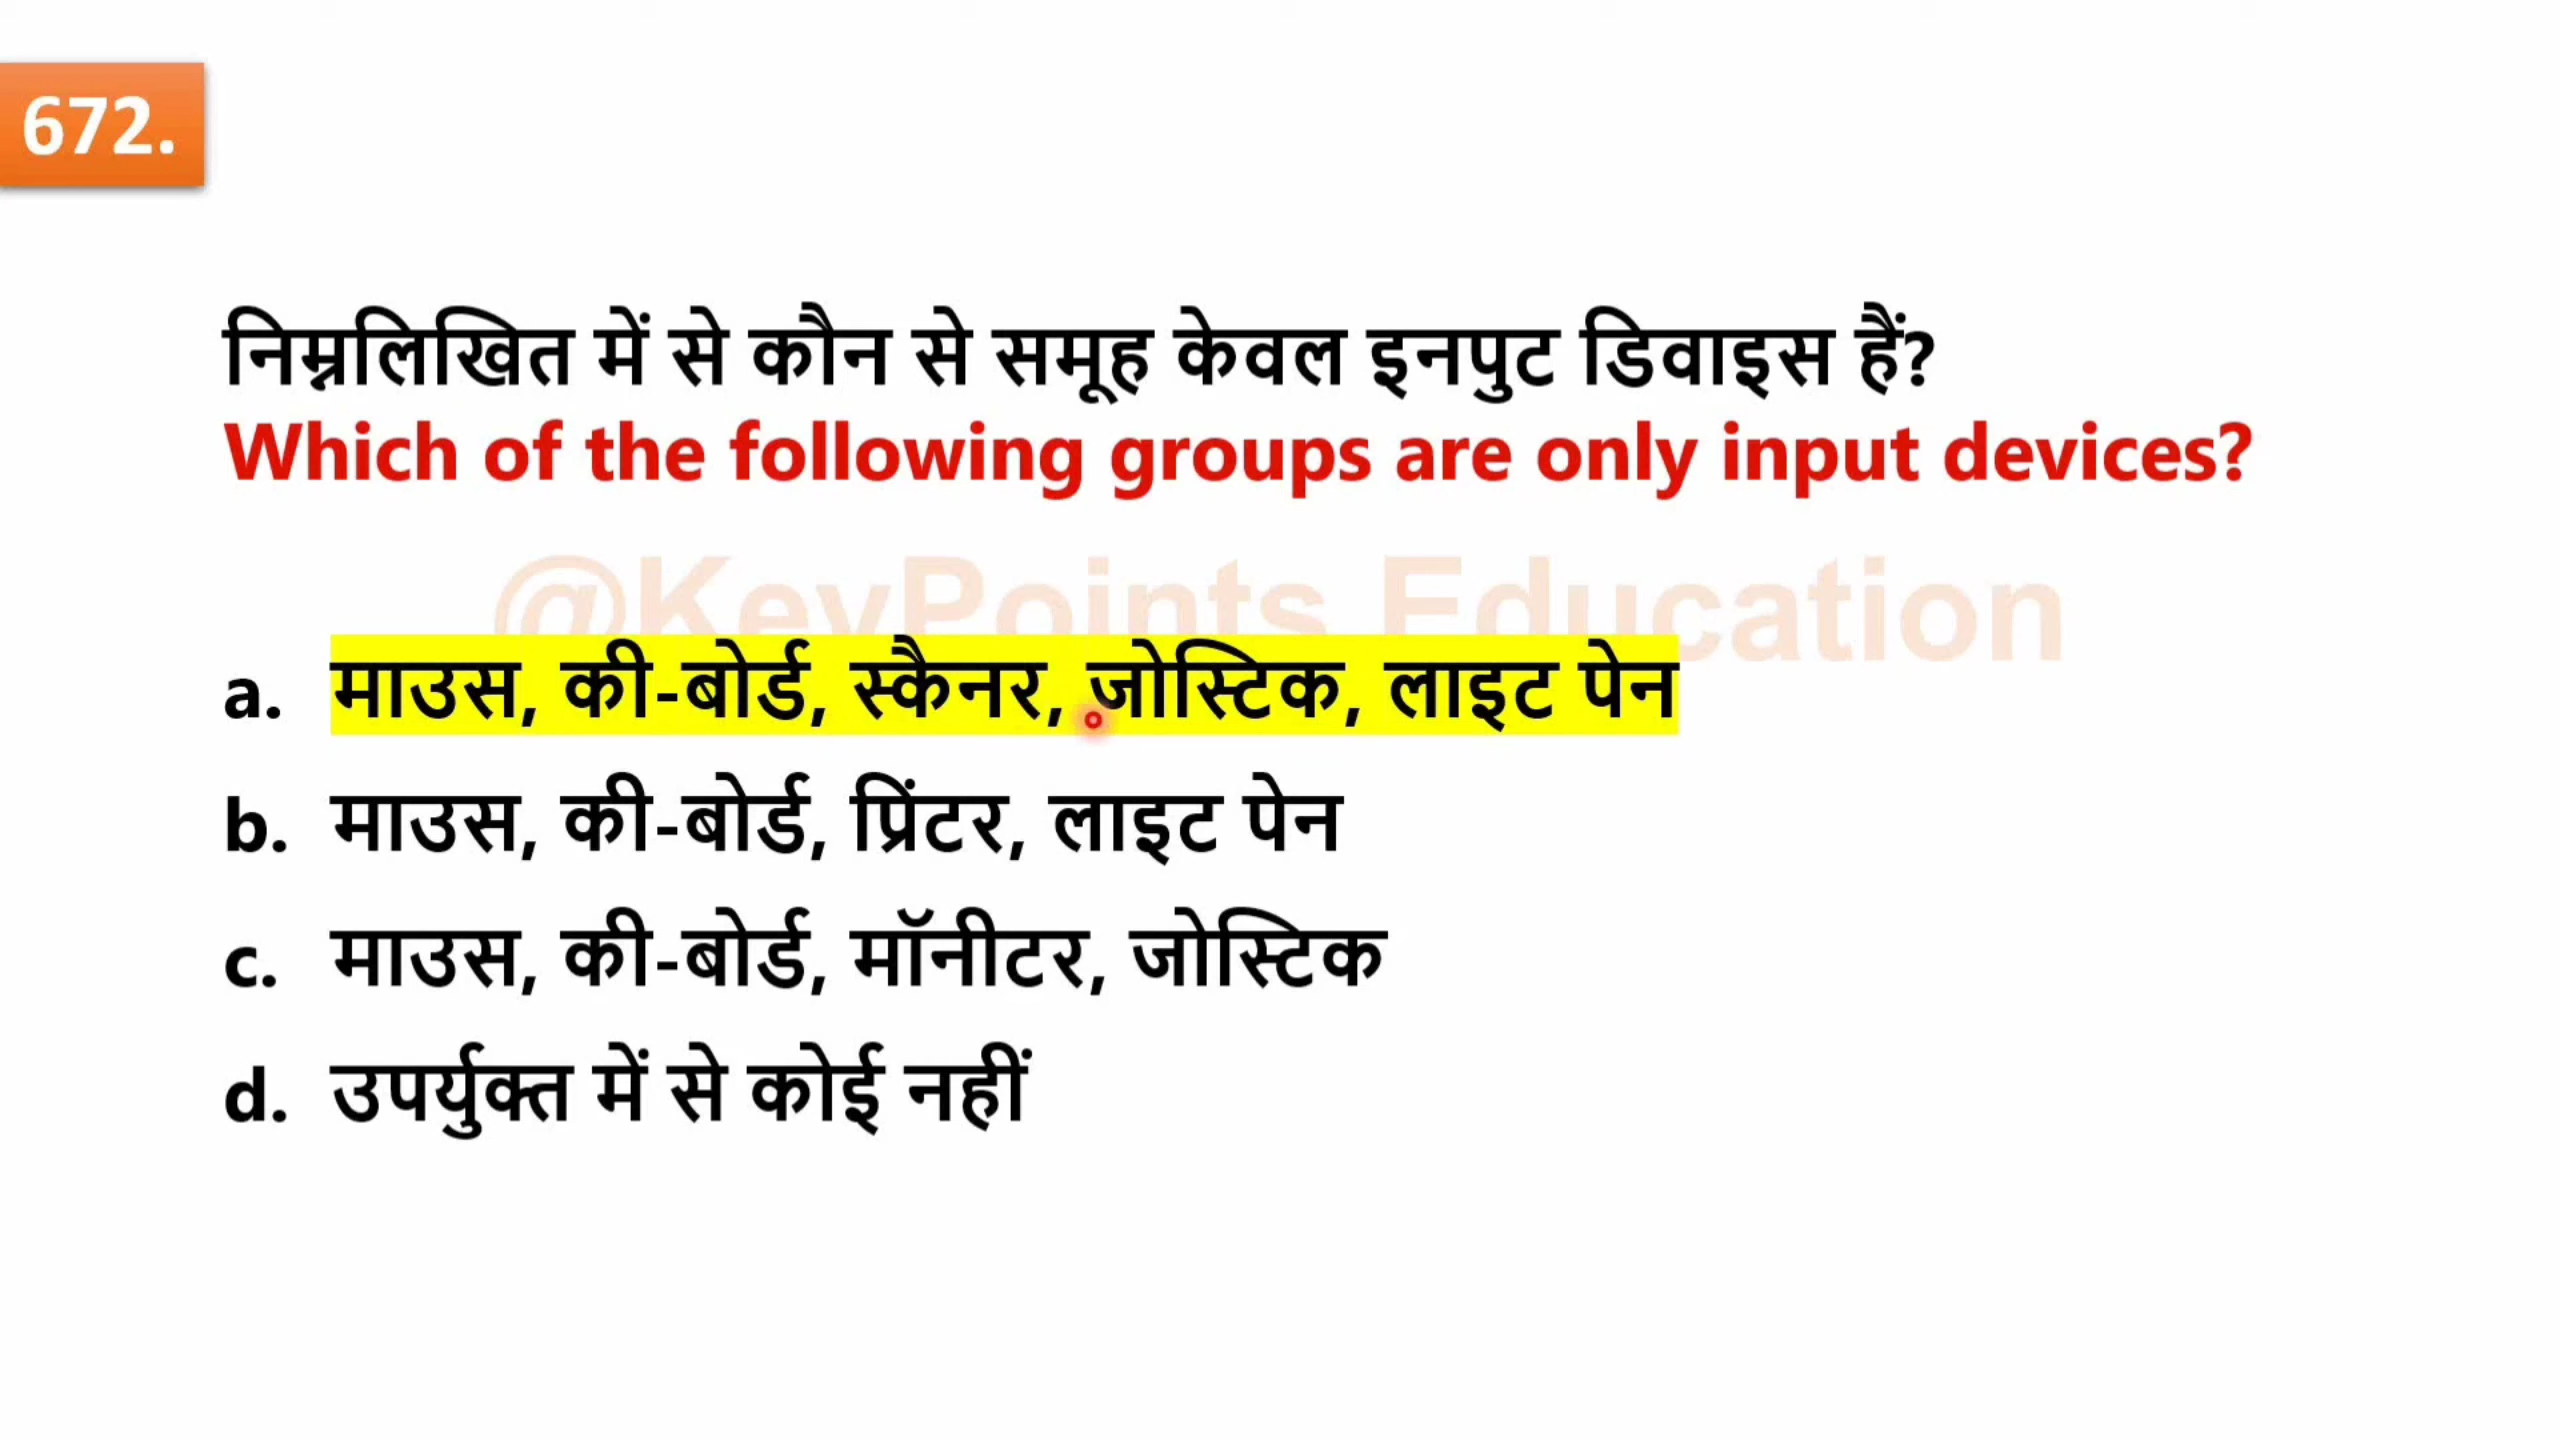 672.
निम्नलिखित में से कौन से समूह केवल इनपुट डिवाइस हैं?
Which of the following groups are only input devices?
@KeyPoints Education
a. माउस, की-बोर्ड, स्कैनर, जोस्टिक, लाइट पेन
b. माउस, की-बोर्ड, प्रिंटर, लाइट पेन
c. माउस, की-बोर्ड, मॉनीटर, जोस्टिक
d. उपर्युक्त में से कोई नहीं